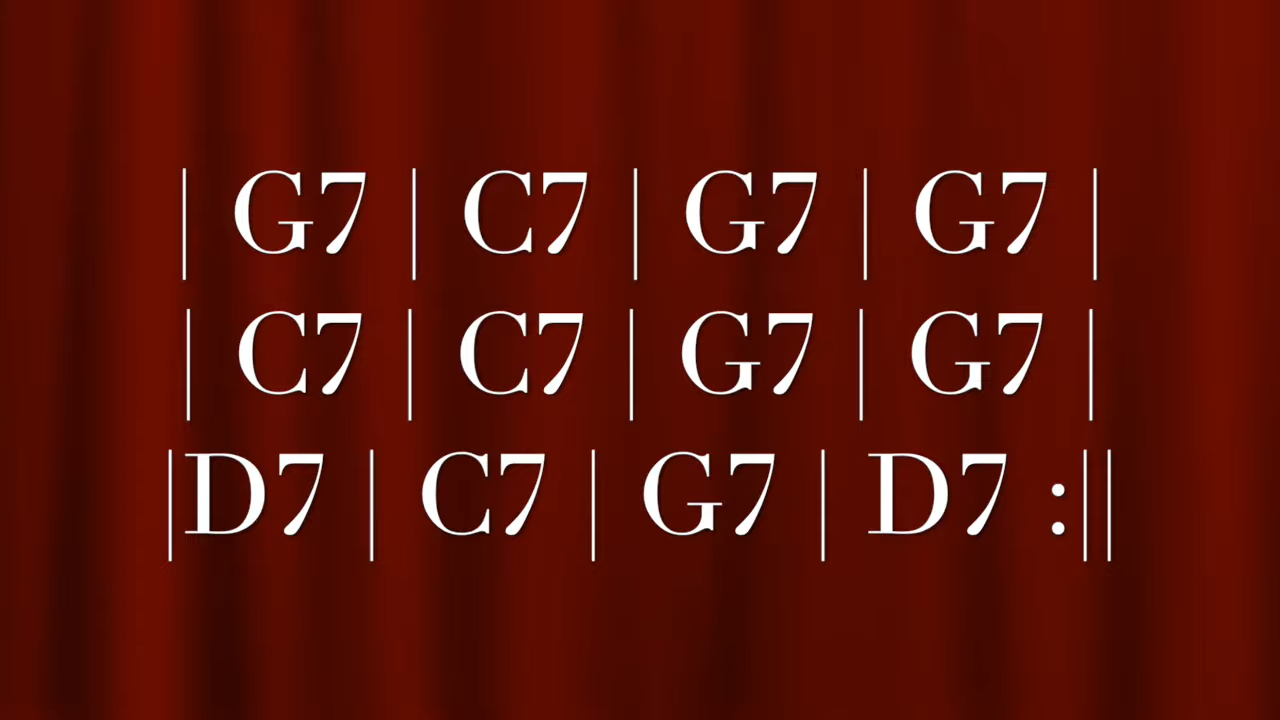 | G7 | C7 | G7 | G7 |
| C7 | C7 | G7 | G7 |
|D7 | C7 | G7 | D7 :||